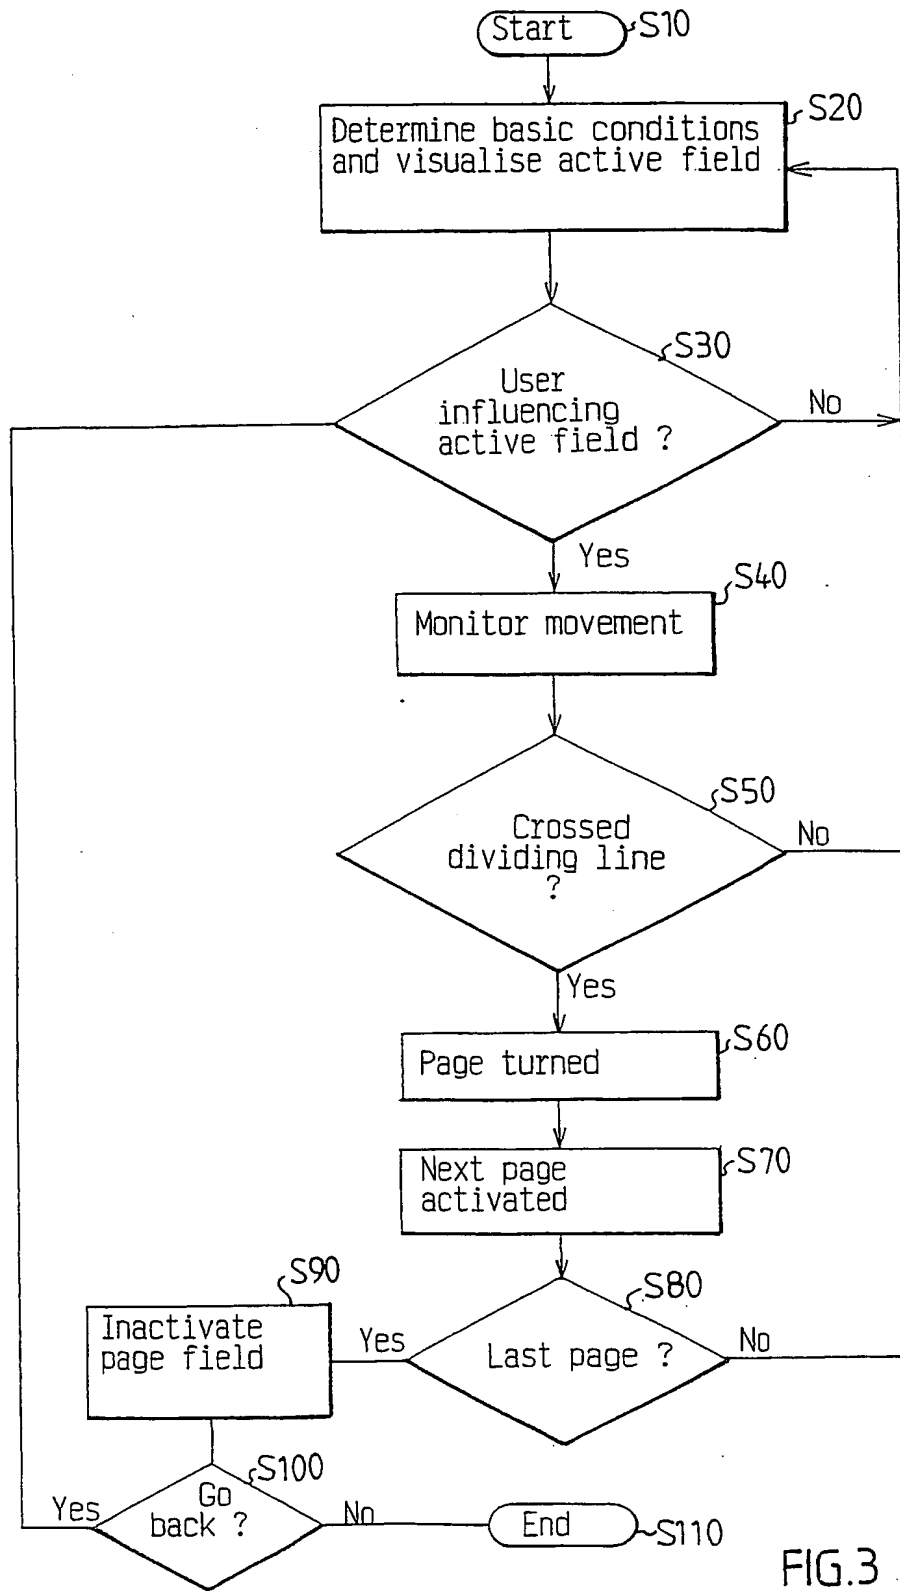 Start
S10
S20
Determine basic conditions
and visualise active field
S30
User
influencing
active field ?
No
Yes
S40
Monitor movement
S50
Crossed
dividing line
?
No
Yes
S60
Page turned
S70
Next page
activated
S80
Last page ?
No
Yes
S90
Inactivate
page field
S100
Go
back ?
Yes
No
End
S110
FIG.3